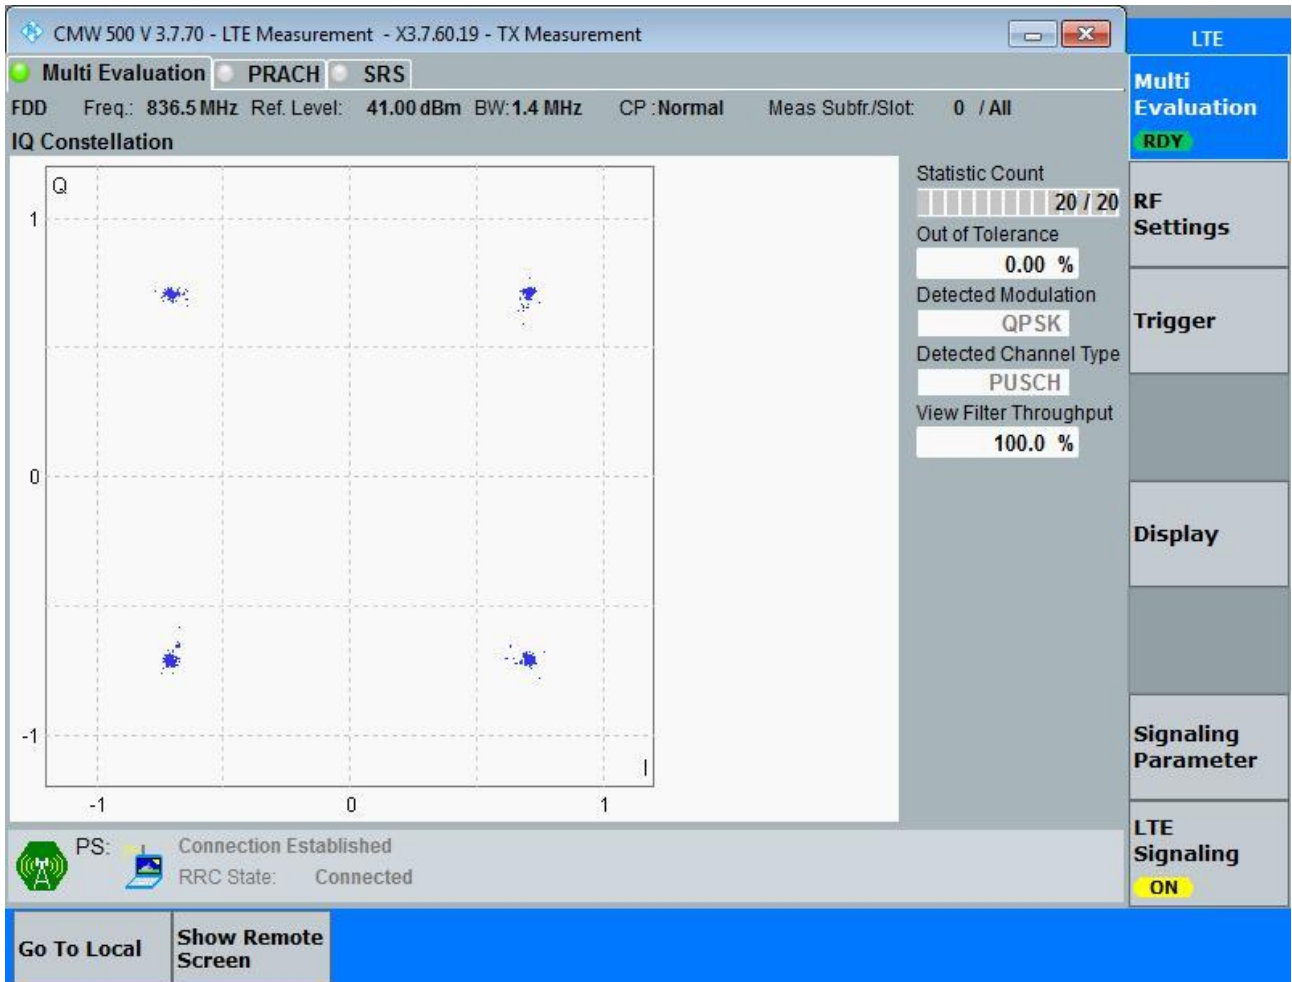 CMW 500 V 3.7.70 - LTE Measurement - X3.7.60.19 - TX Measurement
LTE
Multi Evaluation PRACH SRS
FDD Freq.: 836.5 MHz Ref. Level: 41.00 dBm BW: 1.4 MHz CP : Normal Meas Subfr./Slot: 0 / All
IQ Constellation
Q
1
0
-1
I
-1 0 1
Statistic Count
20 / 20
Out of Tolerance
0.00 %
Detected Modulation
QPSK
Detected Channel Type
PUSCH
View Filter Throughput
100.0 %
Multi
Evaluation
RDY
RF
Settings
Trigger
Display
Signaling
Parameter
LTE
Signaling
ON
PS: Connection Established
RRC State: Connected
Go To Local
Show Remote
Screen